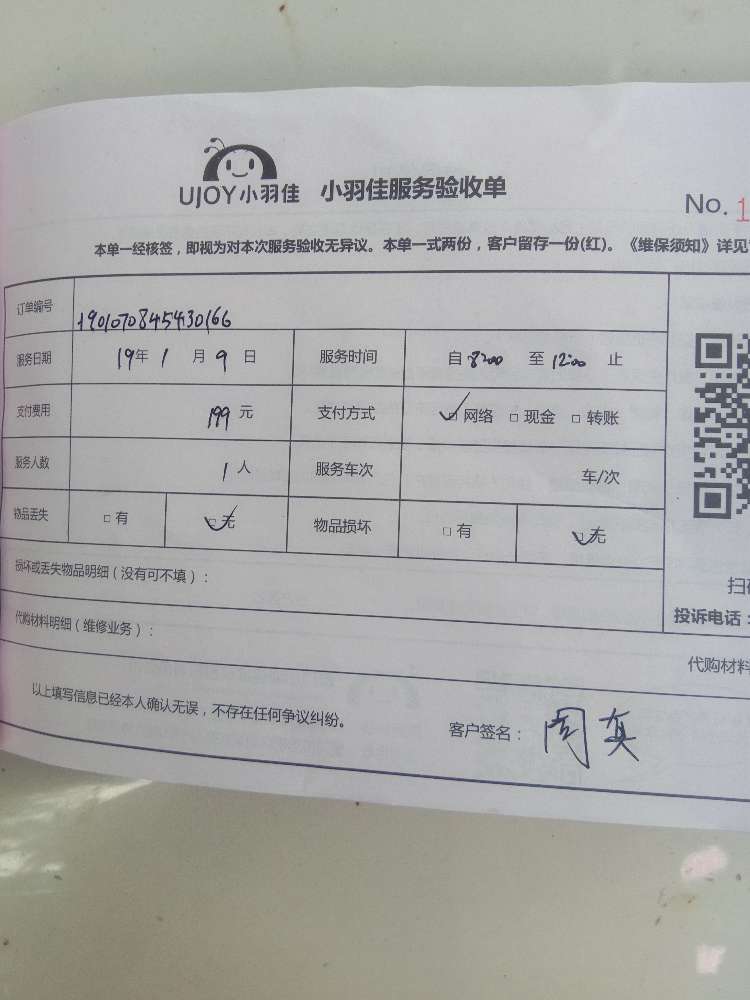 UJOY小羽佳 小羽佳服务验收单
No. 1
本单一经核签，即视为对本次服务验收无异议。本单一式两份，客户留存一份(红)。《维保须知》详见
订单编号 1901070845430166
服务日期 19年 1月 9日 服务时间 自 8:00 至 12:00 止
支付费用 199元 支付方式 网络 现金 转账
服务人数 1人 服务车次 车/次
物品丢失 有 无 物品损坏 有 无
损坏或丢失物品明细（没有可不填）：
扫
投诉电话：
代购材料明细（维修业务）：
代购材料
以上填写信息已经本人确认无误，不存在任何争议纠纷。
客户签名：周真